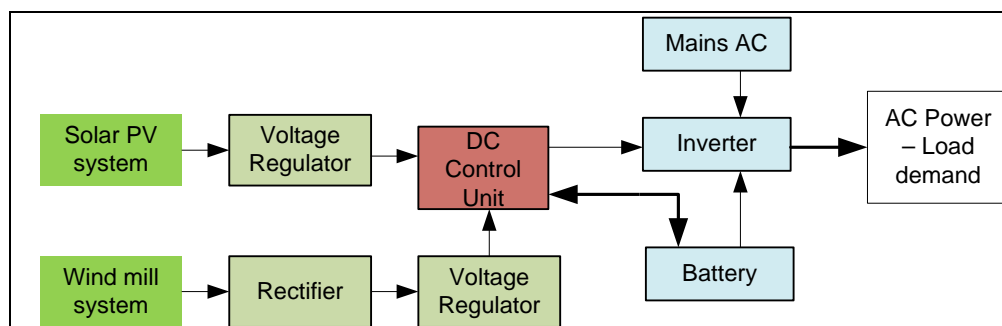 Mains AC
Solar PV
system
Voltage
Regulator
DC
Control
Unit
Inverter
AC Power
– Load
demand
Wind mill
system
Rectifier
Voltage
Regulator
Battery